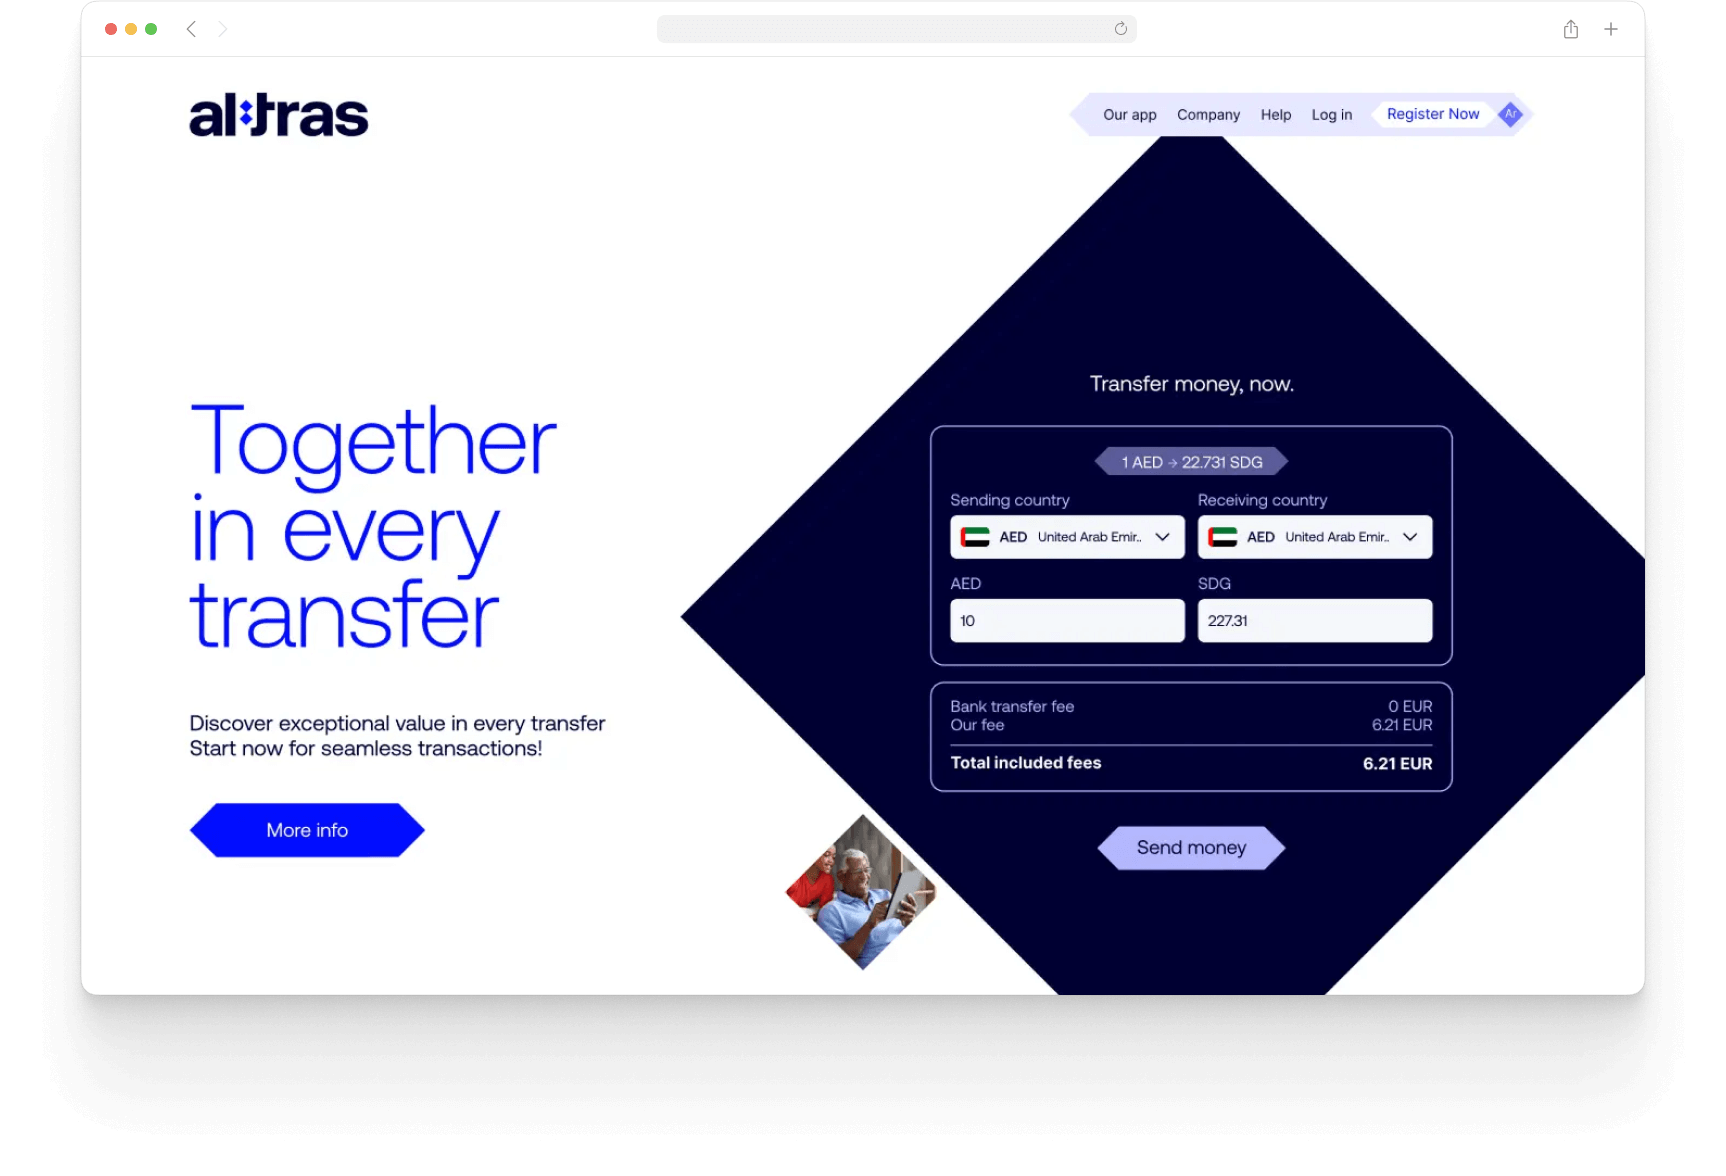 al:tras
Our app Company Help Log in Register Now Ar
Together
in every
transfer
Discover exceptional value in every transfer
Start now for seamless transactions!
More info
Transfer money, now.
1 AED → 22.731 SDG
Sending country Receiving country
AED United Arab Emir.. AED United Arab Emir..
AED SDG
10 227.31
Bank transfer fee 0 EUR
Our fee 6.21 EUR
Total included fees 6.21 EUR
Send money